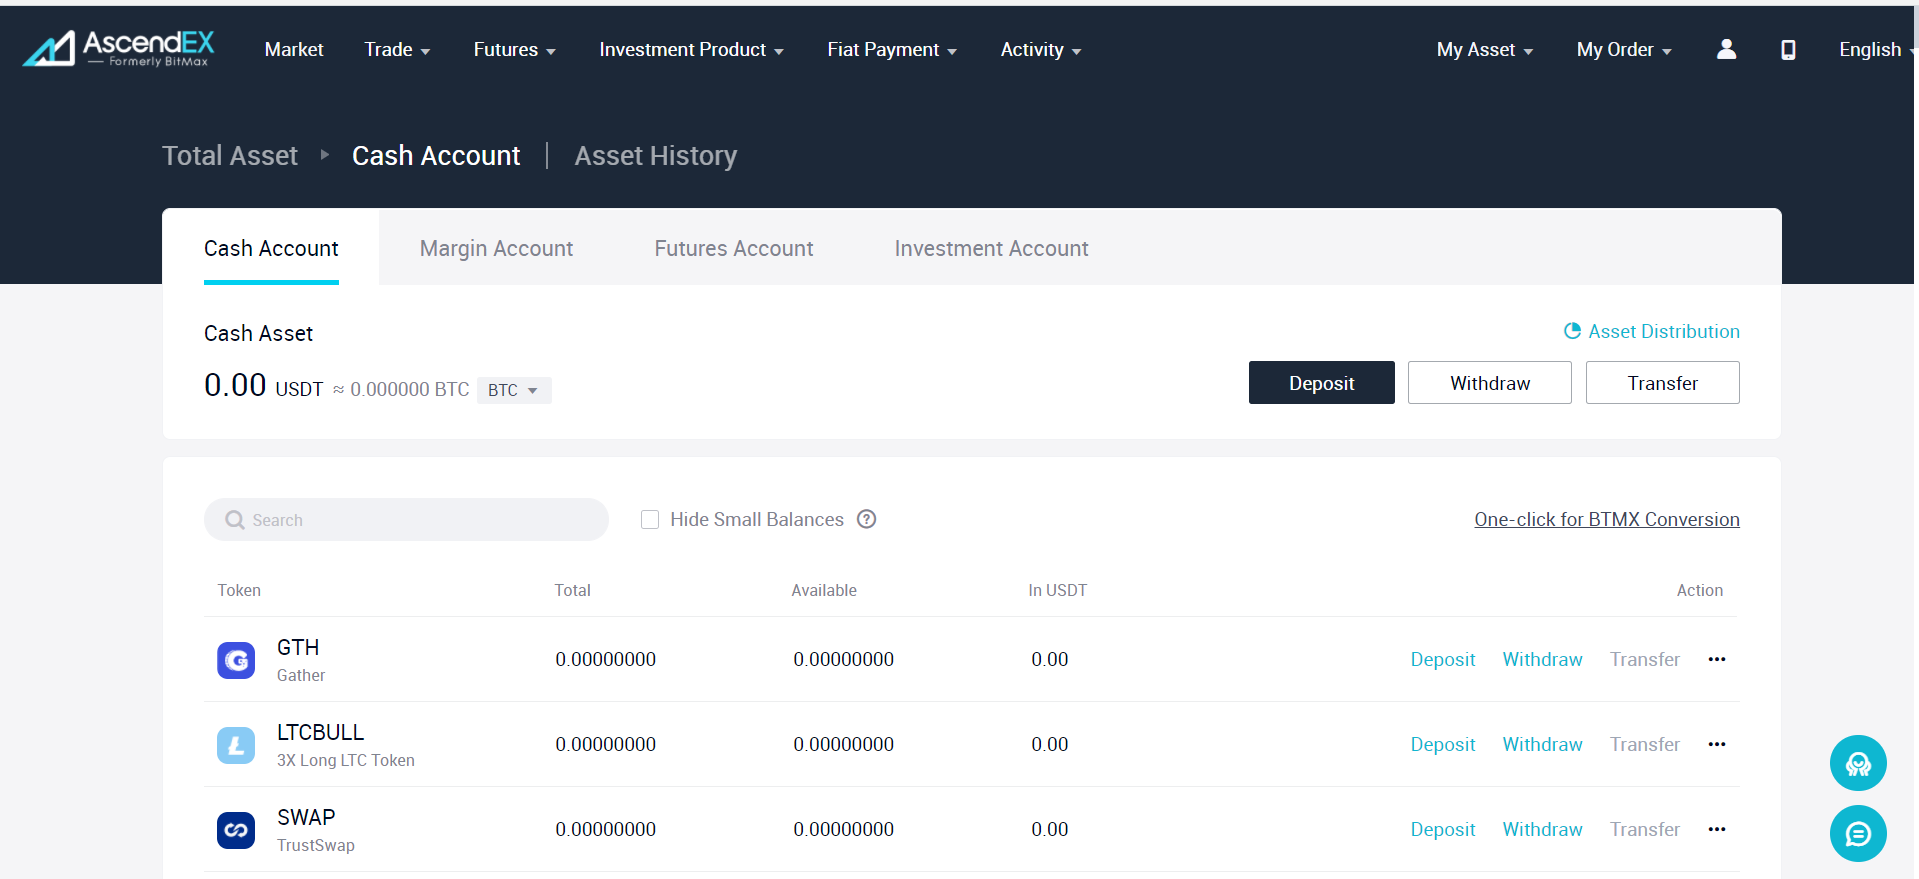 AscendEX
Formerly BitMax
Market
Trade
Futures
Investment Product
Fiat Payment
Activity
My Asset
My Order
English
Total Asset
Cash Account
Asset History
Cash Account
Margin Account
Futures Account
Investment Account
Cash Asset
Asset Distribution
0.00 USDT ≈ 0.000000 BTC BTC
Deposit
Withdraw
Transfer
Search
Hide Small Balances ?
One-click for BTMX Conversion
Token Total Available In USDT Action
GTH
Gather
0.00000000 0.00000000 0.00 Deposit Withdraw Transfer •••
LTCBULL
3X Long LTC Token
0.00000000 0.00000000 0.00 Deposit Withdraw Transfer •••
SWAP
TrustSwap
0.00000000 0.00000000 0.00 Deposit Withdraw Transfer •••